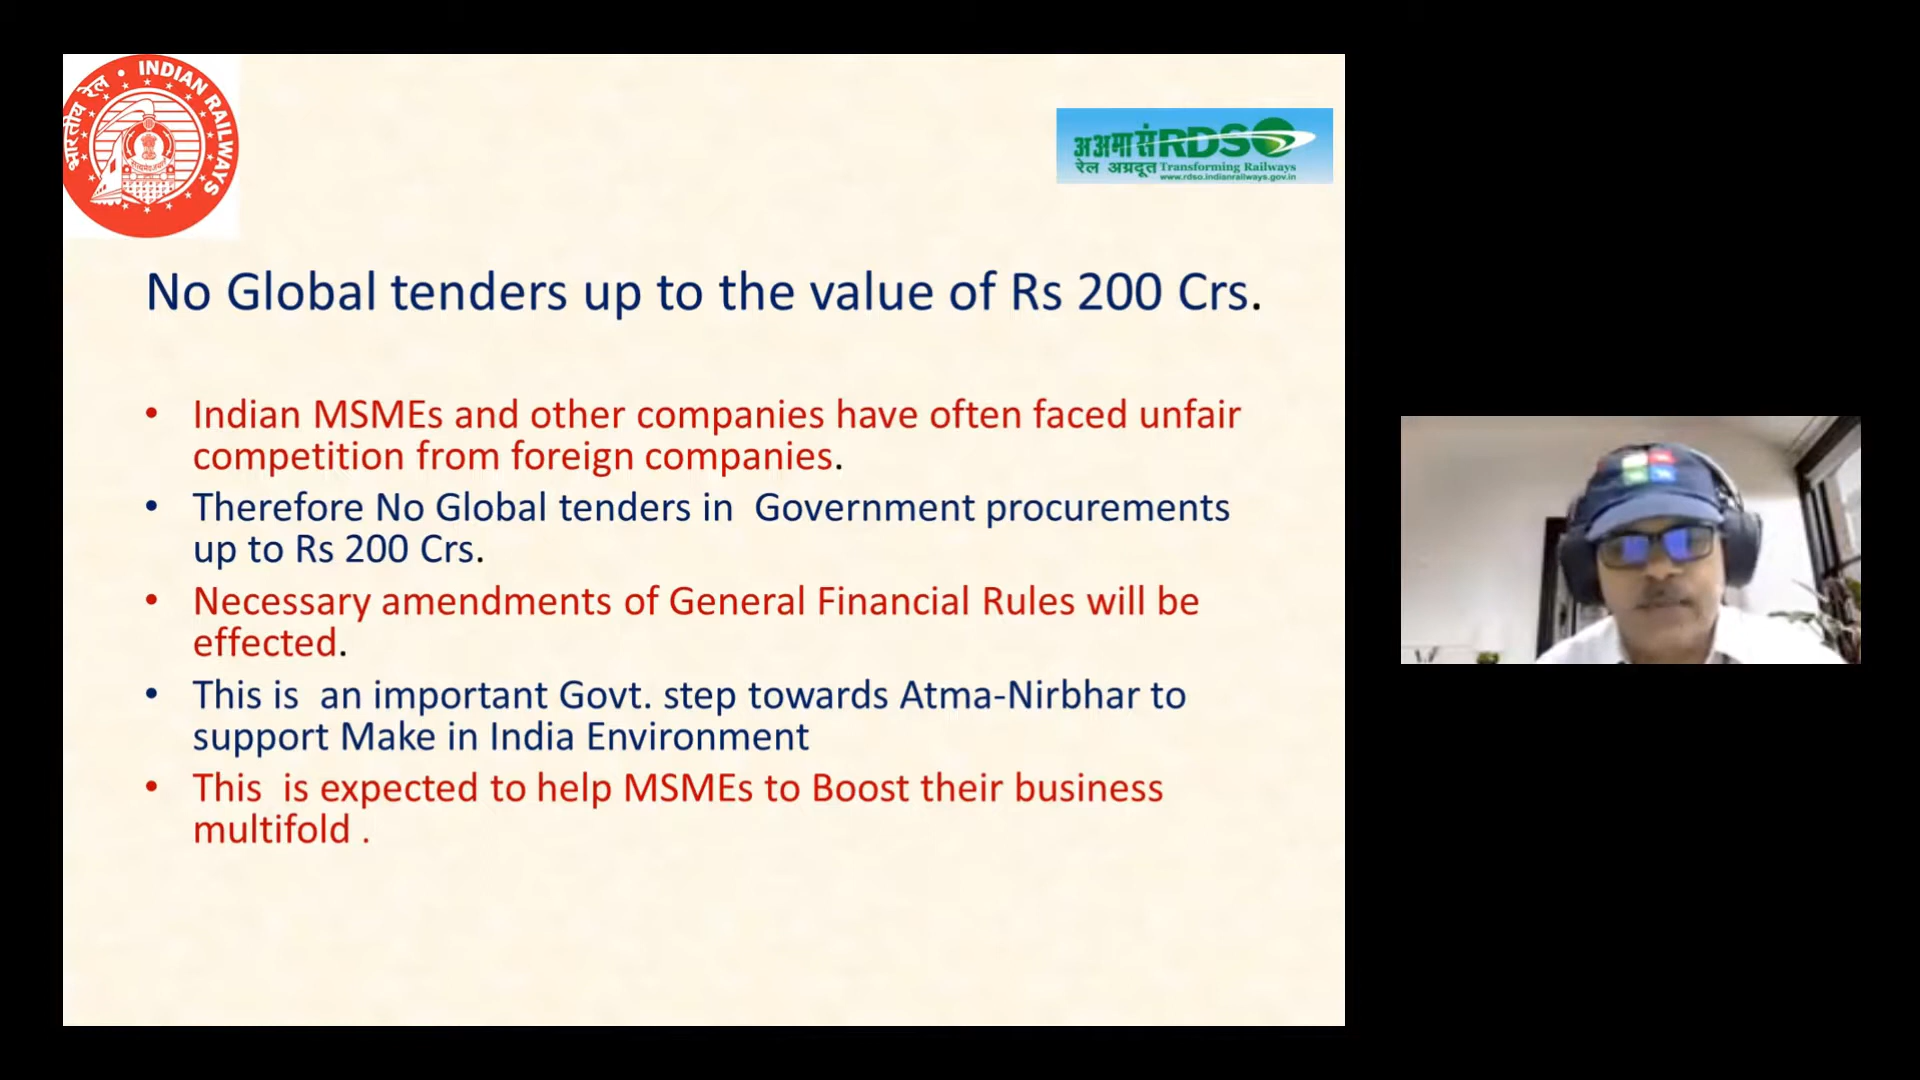 भारतीय रेल • INDIAN RAILWAYS
अ अ मा सं RDSO
रेल अग्रदूत Transforming Railways
www.rdso.indianrailways.gov.in
No Global tenders up to the value of Rs 200 Crs.
• Indian MSMEs and other companies have often faced unfair
competition from foreign companies.
• Therefore No Global tenders in  Government procurements
up to Rs 200 Crs.
• Necessary amendments of General Financial Rules will be
effected.
• This is  an important Govt. step towards Atma-Nirbhar to
support Make in India Environment
• This  is expected to help MSMEs to Boost their business
multifold .